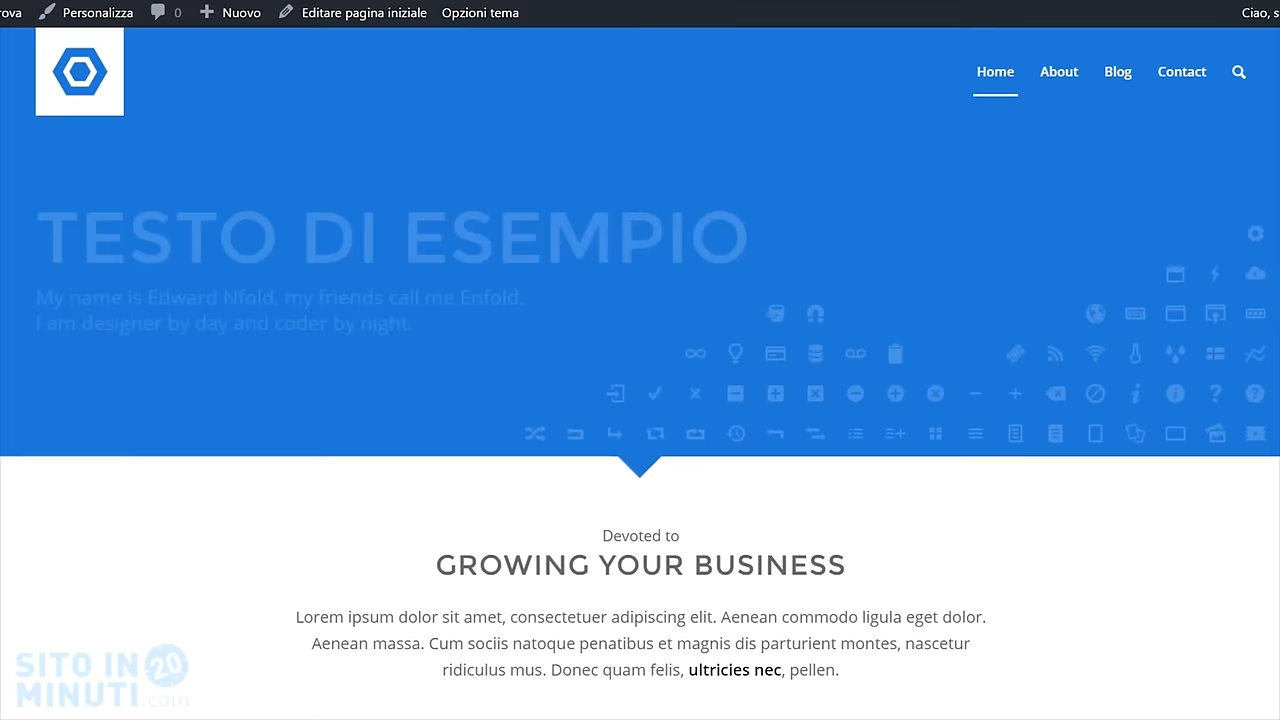 rova Personalizza 0 Nuovo Editare pagina iniziale Opzioni tema Ciao, s
Home About Blog Contact
TESTO DI ESEMPIO
My name is Edward Nfold, my friends call me Enfold.
I am designer by day and coder by night.
Devoted to
GROWING YOUR BUSINESS
Lorem ipsum dolor sit amet, consectetuer adipiscing elit. Aenean commodo ligula eget dolor.
Aenean massa. Cum sociis natoque penatibus et magnis dis parturient montes, nascetur
ridiculus mus. Donec quam felis, ultricies nec, pellen.
SITO IN 20
MINUTI.com